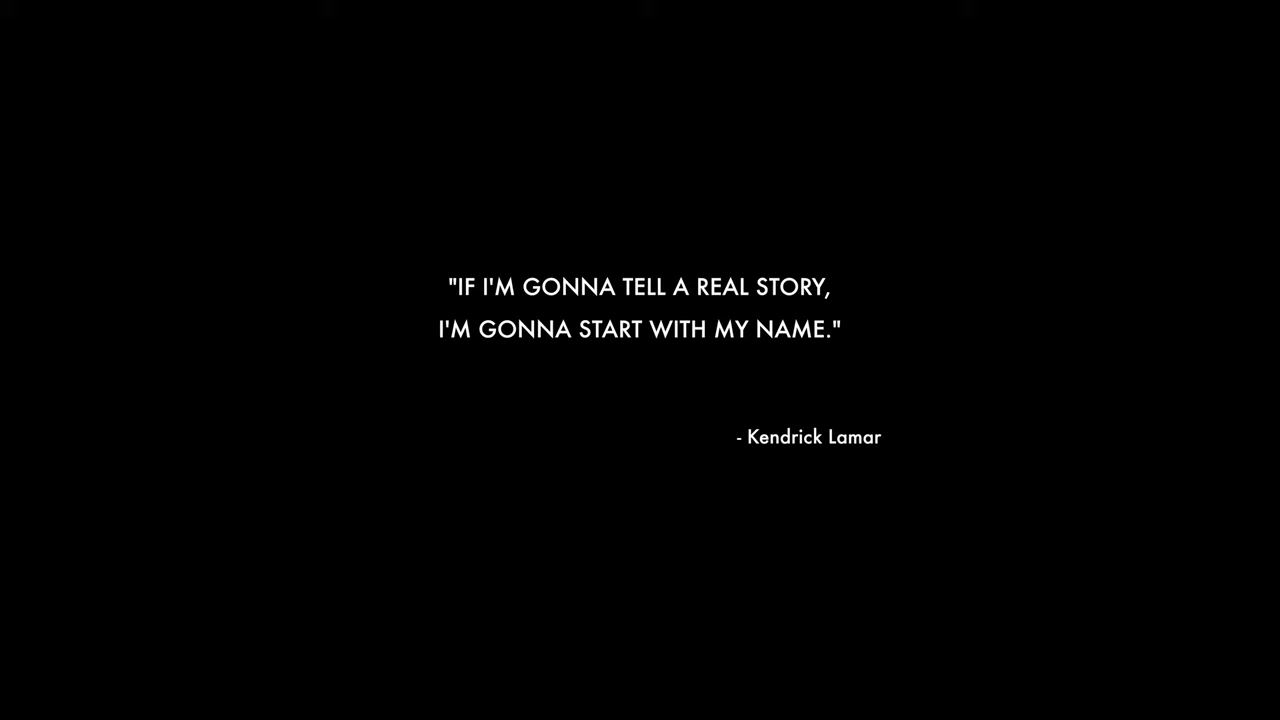 "IF I'M GONNA TELL A REAL STORY,
I'M GONNA START WITH MY NAME."
- Kendrick Lamar